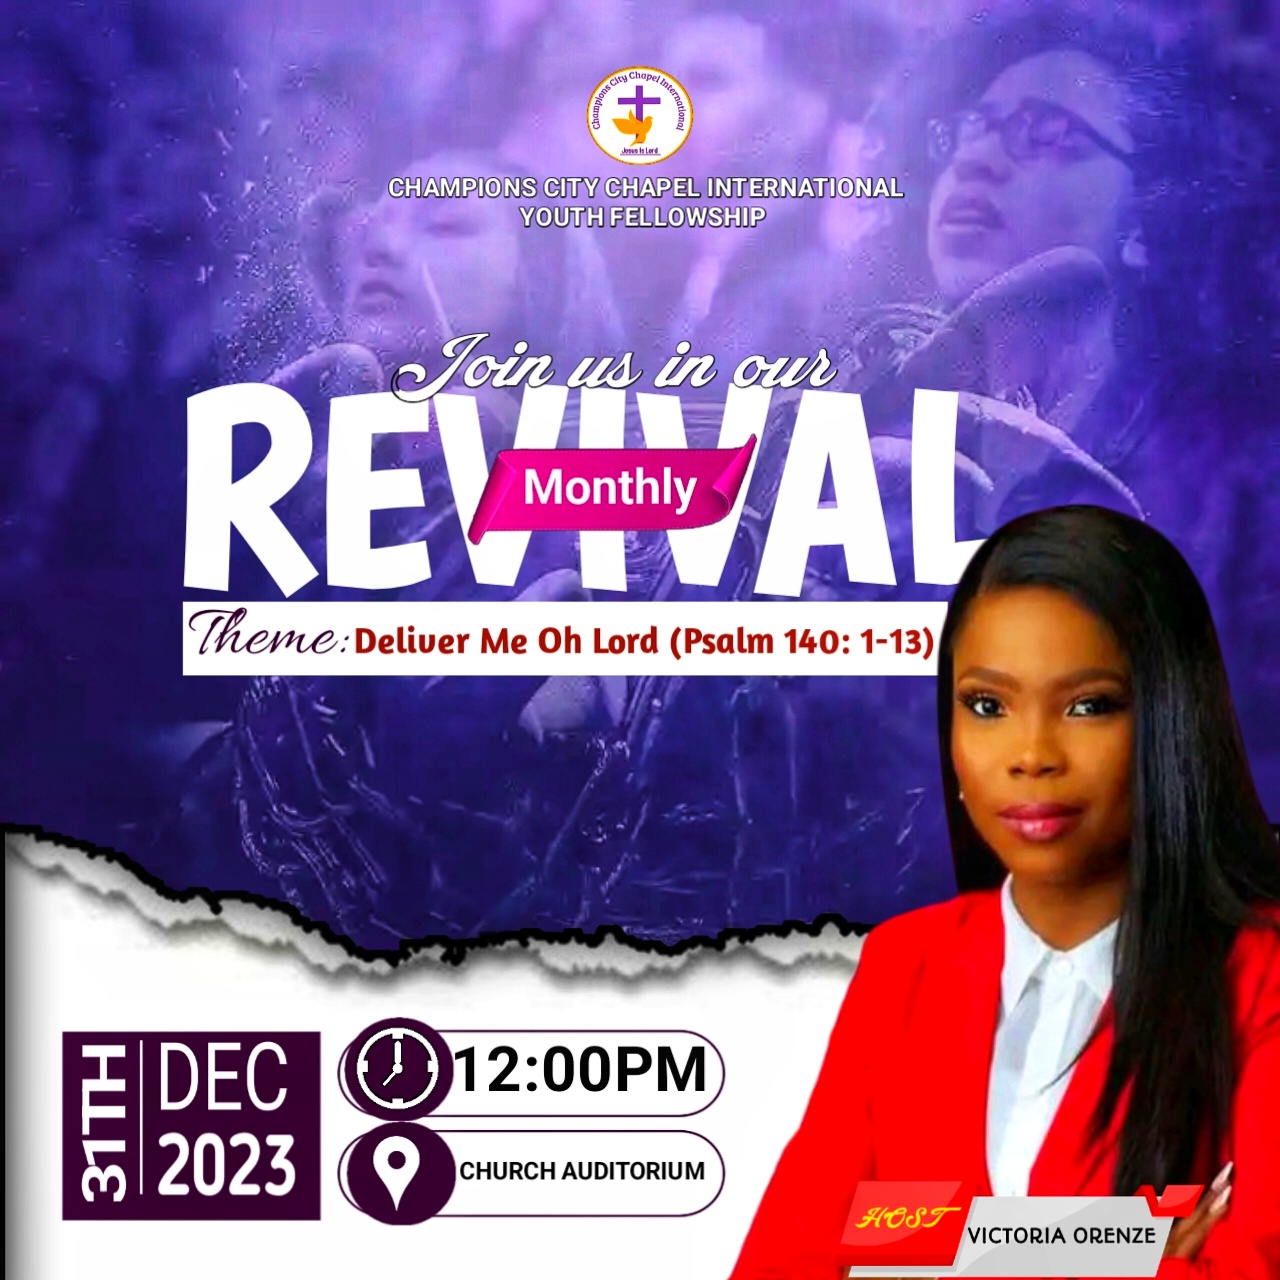 Champions City Chapel International
Jesus Is Lord
CHAMPIONS CITY CHAPEL INTERNATIONAL
YOUTH FELLOWSHIP
Join us in our
REVIVAL
Monthly
Theme: Deliver Me Oh Lord (Psalm 140: 1-13)
31TH
DEC
2023
12:00PM
CHURCH AUDITORIUM
HOST
VICTORIA ORENZE